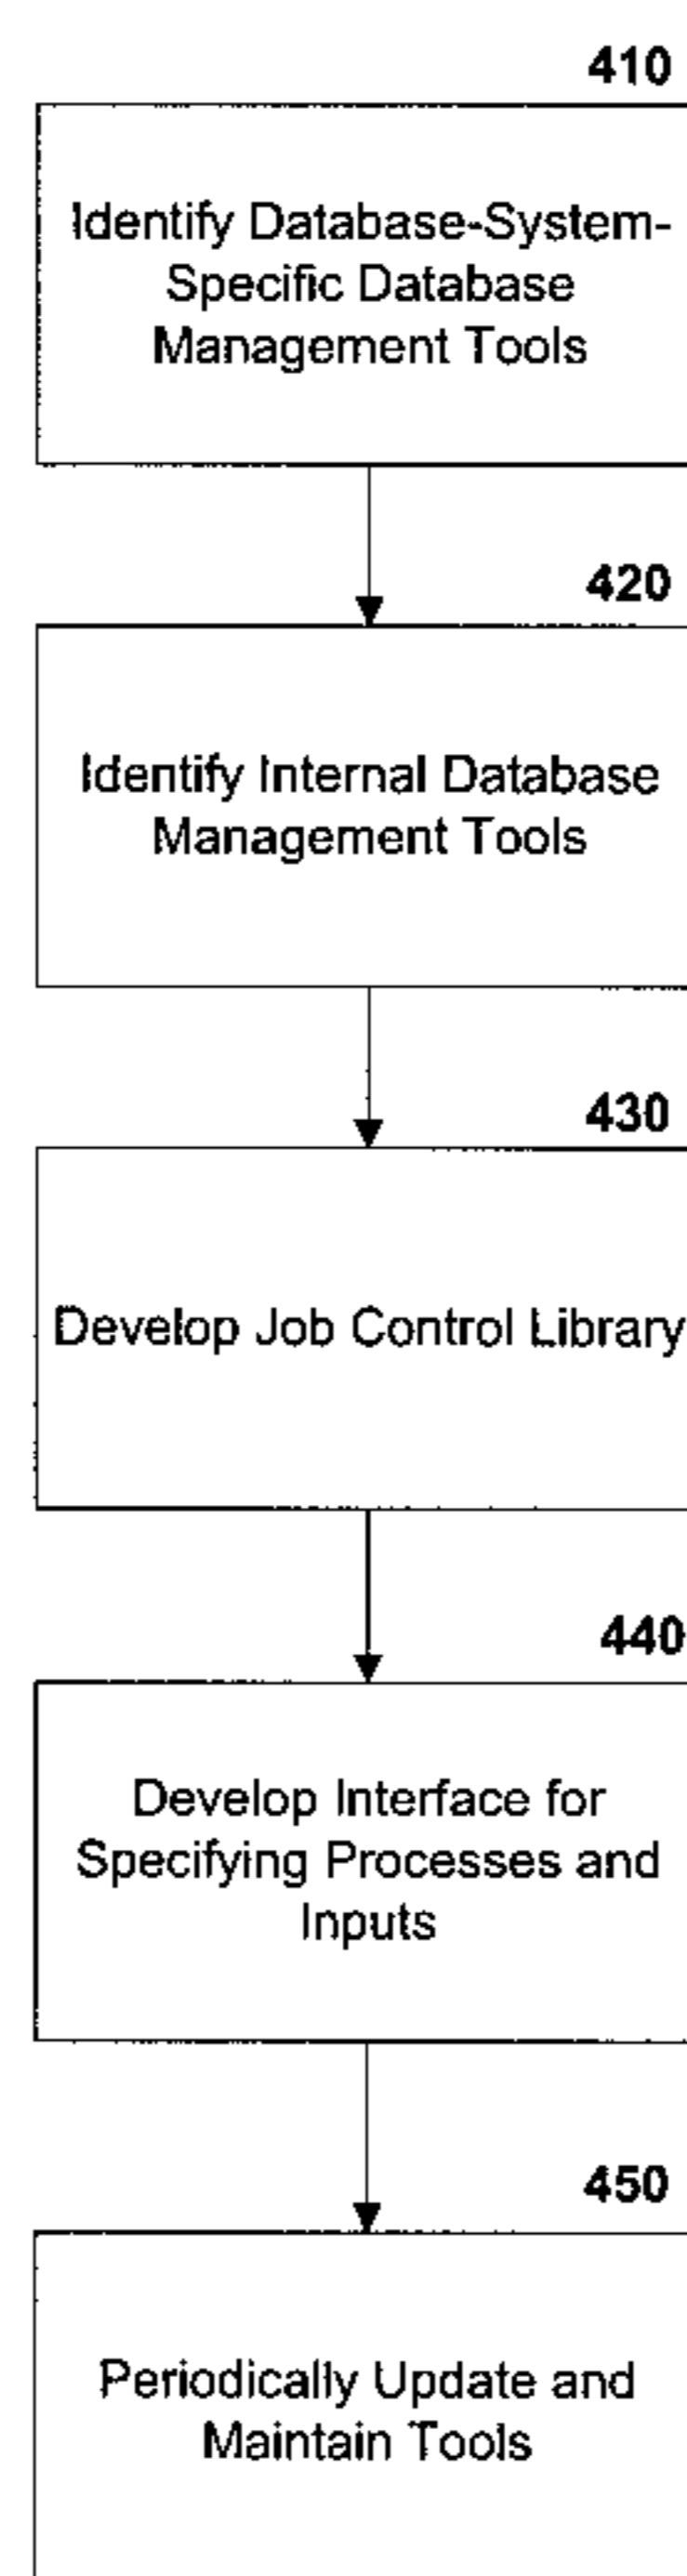 410
Identify Database-System-
Specific Database
Management Tools
420
Identify Internal Database
Management Tools
430
Develop Job Control Library
440
Develop Interface for
Specifying Processes and
Inputs
450
Periodically Update and
Maintain Tools